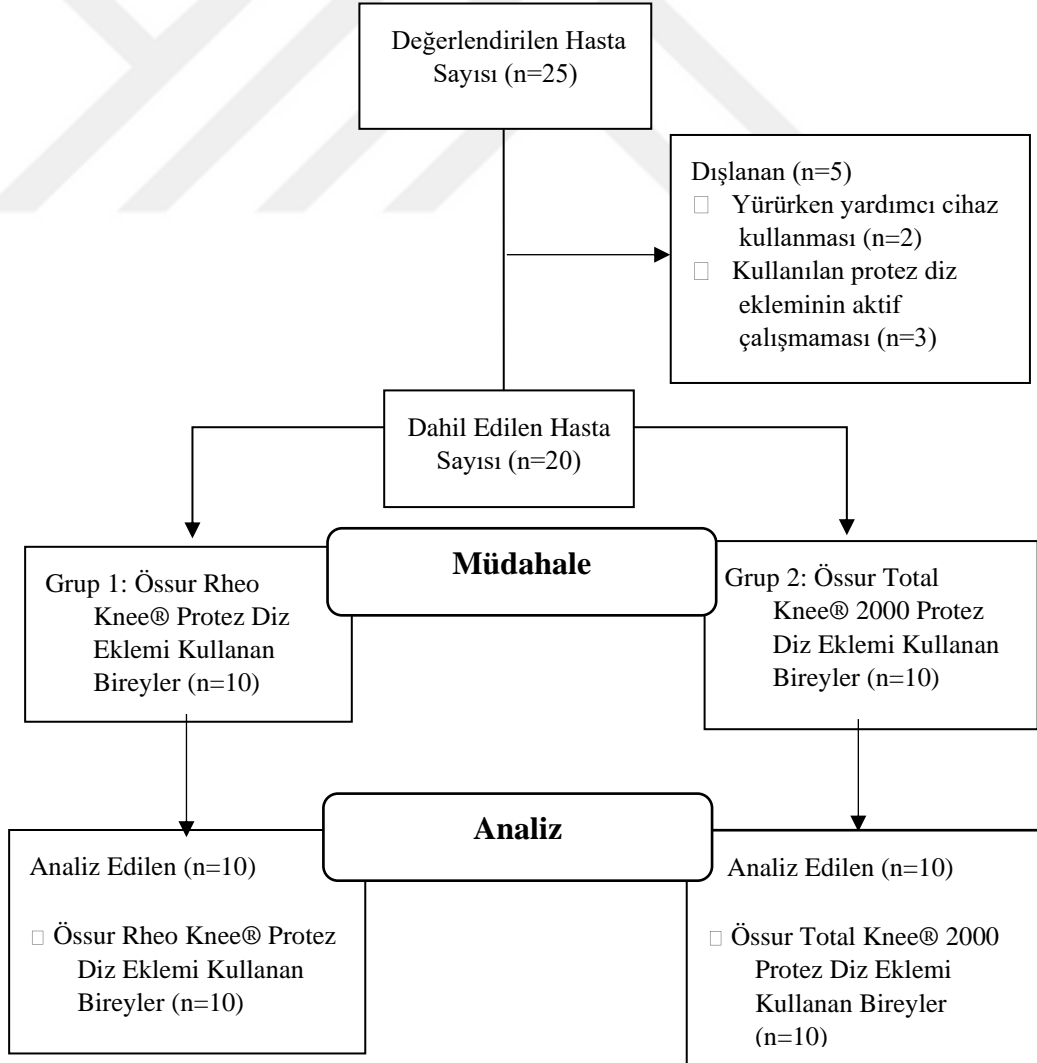 Değerlendirilen Hasta
Sayısı (n=25)
Dışlanan (n=5)
Yürürken yardımcı cihaz
kullanması (n=2)
Kullanılan protez diz
ekleminin aktif
çalışmaması (n=3)
Dahil Edilen Hasta
Sayısı (n=20)
Müdahale
Grup 1: Össur Rheo
Knee® Protez Diz
Eklemi Kullanan
Bireyler (n=10)
Grup 2: Össur Total
Knee® 2000 Protez
Diz Eklemi Kullanan
Bireyler (n=10)
Analiz
Analiz Edilen (n=10)
Össur Rheo Knee® Protez
Diz Eklemi Kullanan
Bireyler (n=10)
Analiz Edilen (n=10)
Össur Total Knee® 2000
Protez Diz Eklemi
Kullanan Bireyler
(n=10)